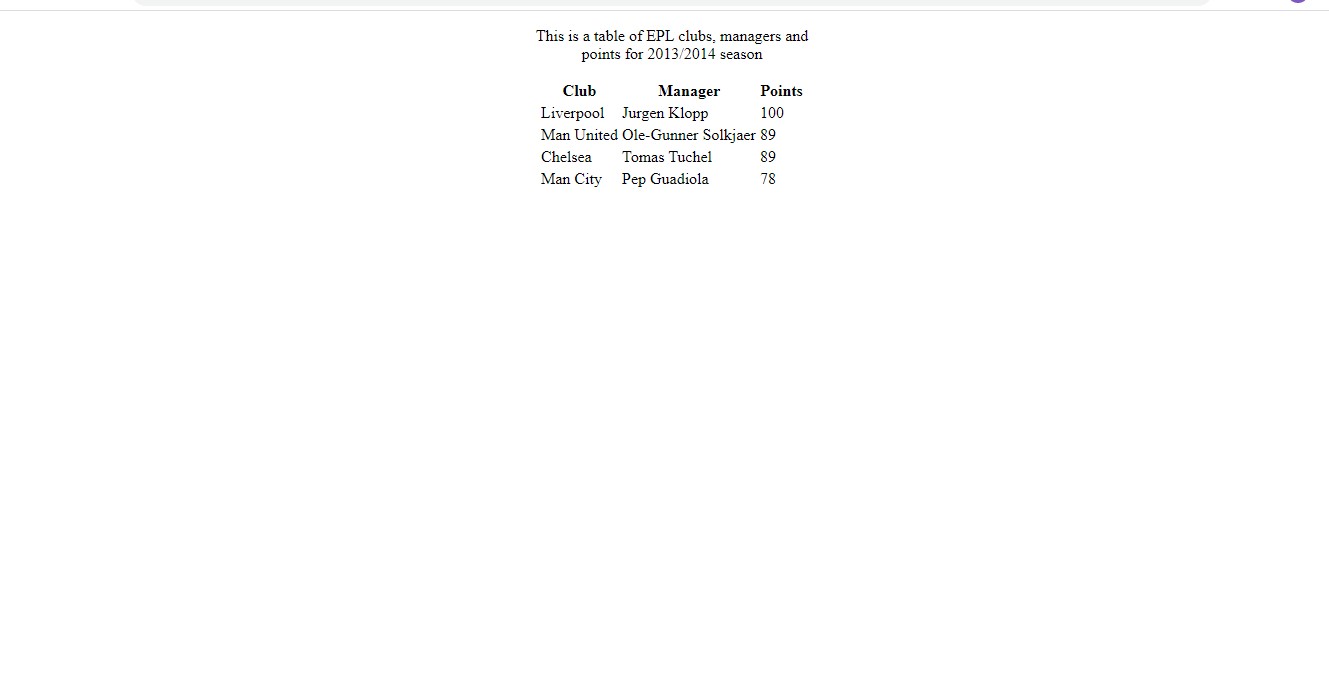 This is a table of EPL clubs, managers and
points for 2013/2014 season
Club Manager Points
Liverpool Jurgen Klopp 100
Man United Ole-Gunner Solkjaer 89
Chelsea Tomas Tuchel 89
Man City Pep Guadiola 78